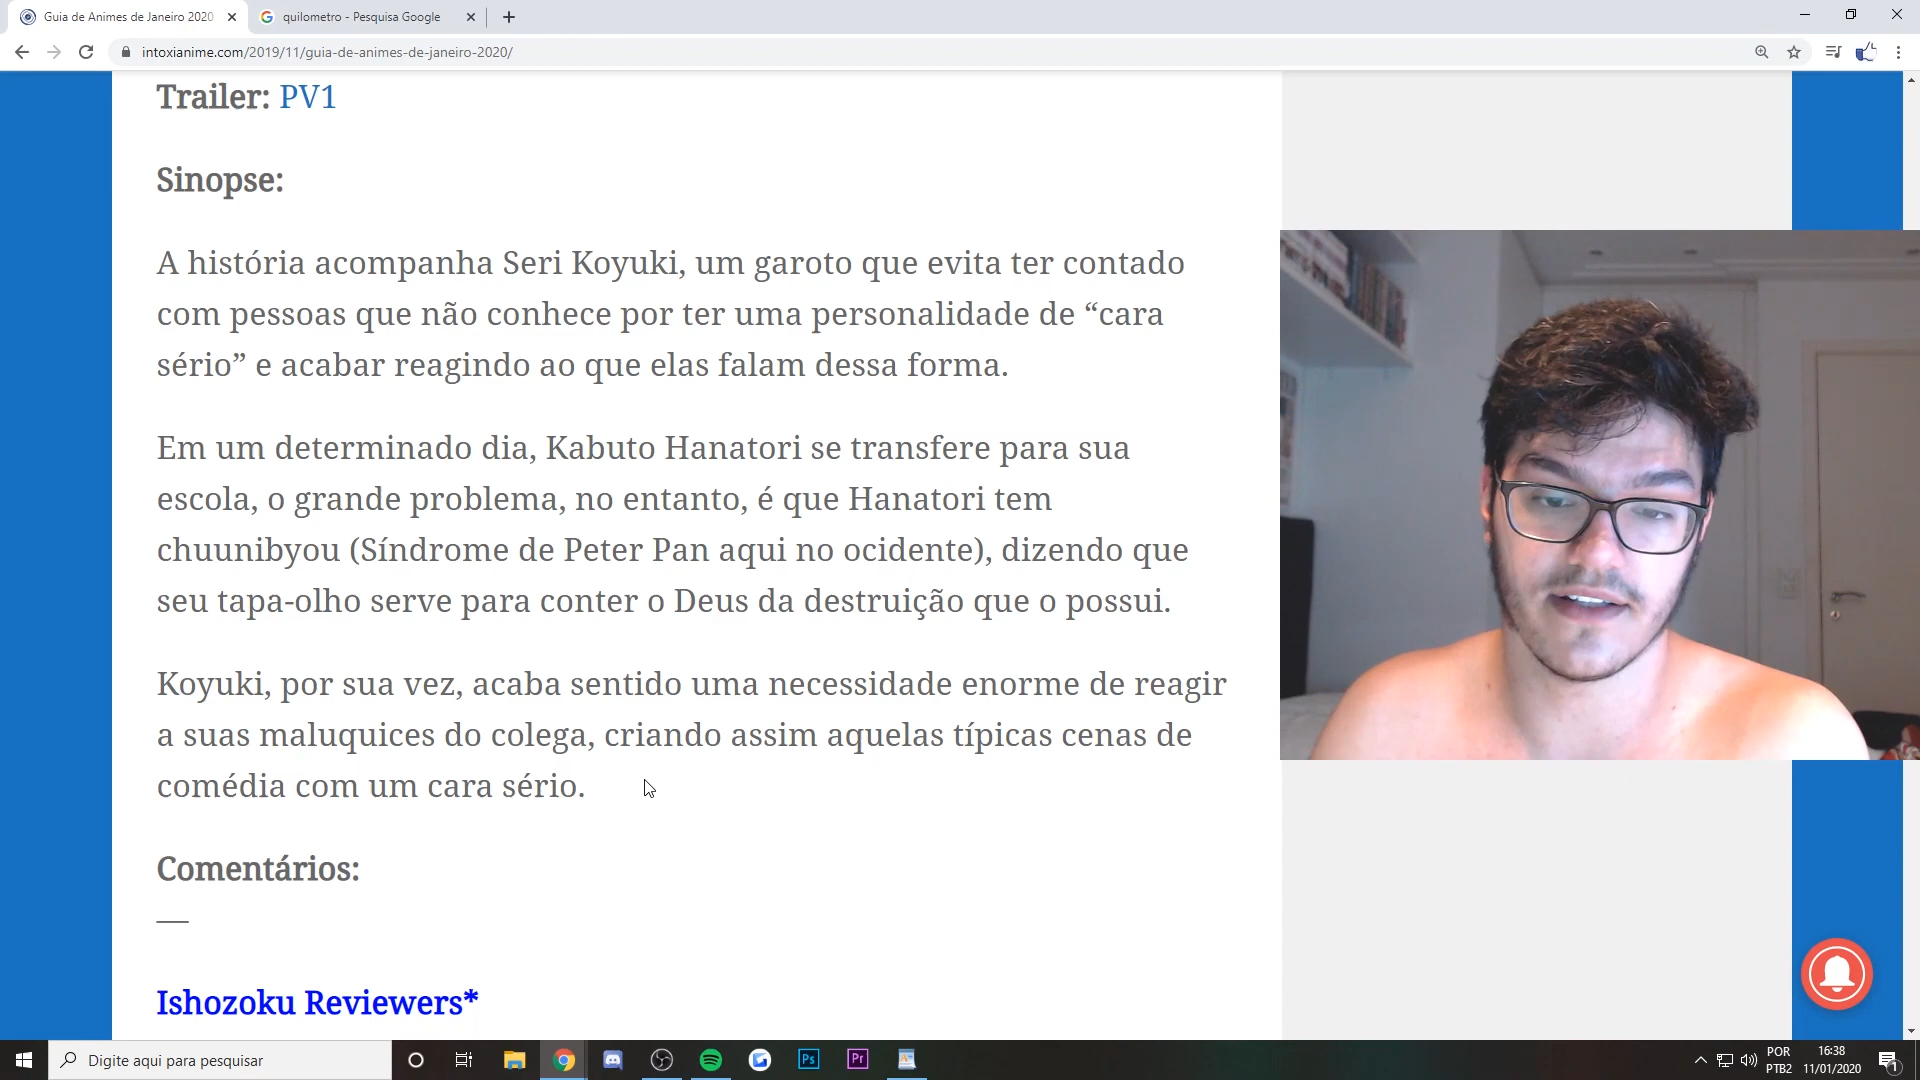 Guia de Animes de Janeiro 2020
quilometro - Pesquisa Google
intoxianime.com/2019/11/guia-de-animes-de-janeiro-2020/
Trailer: PV1
Sinopse:
A história acompanha Seri Koyuki, um garoto que evita ter contado
com pessoas que não conhece por ter uma personalidade de “cara
sério” e acabar reagindo ao que elas falam dessa forma.
Em um determinado dia, Kabuto Hanatori se transfere para sua
escola, o grande problema, no entanto, é que Hanatori tem
chuunibyou (Síndrome de Peter Pan aqui no ocidente), dizendo que
seu tapa-olho serve para conter o Deus da destruição que o possui.
Koyuki, por sua vez, acaba sentido uma necessidade enorme de reagir
a suas maluquices do colega, criando assim aquelas típicas cenas de
comédia com um cara sério.
Comentários:
—
Ishozoku Reviewers*
Digite aqui para pesquisar
Ps
Pr
POR
PTB2
16:38
11/01/2020
1